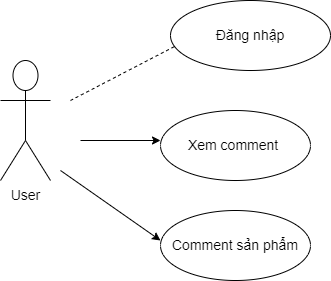 Đăng nhập
Xem comment
User
Comment sản phẩm